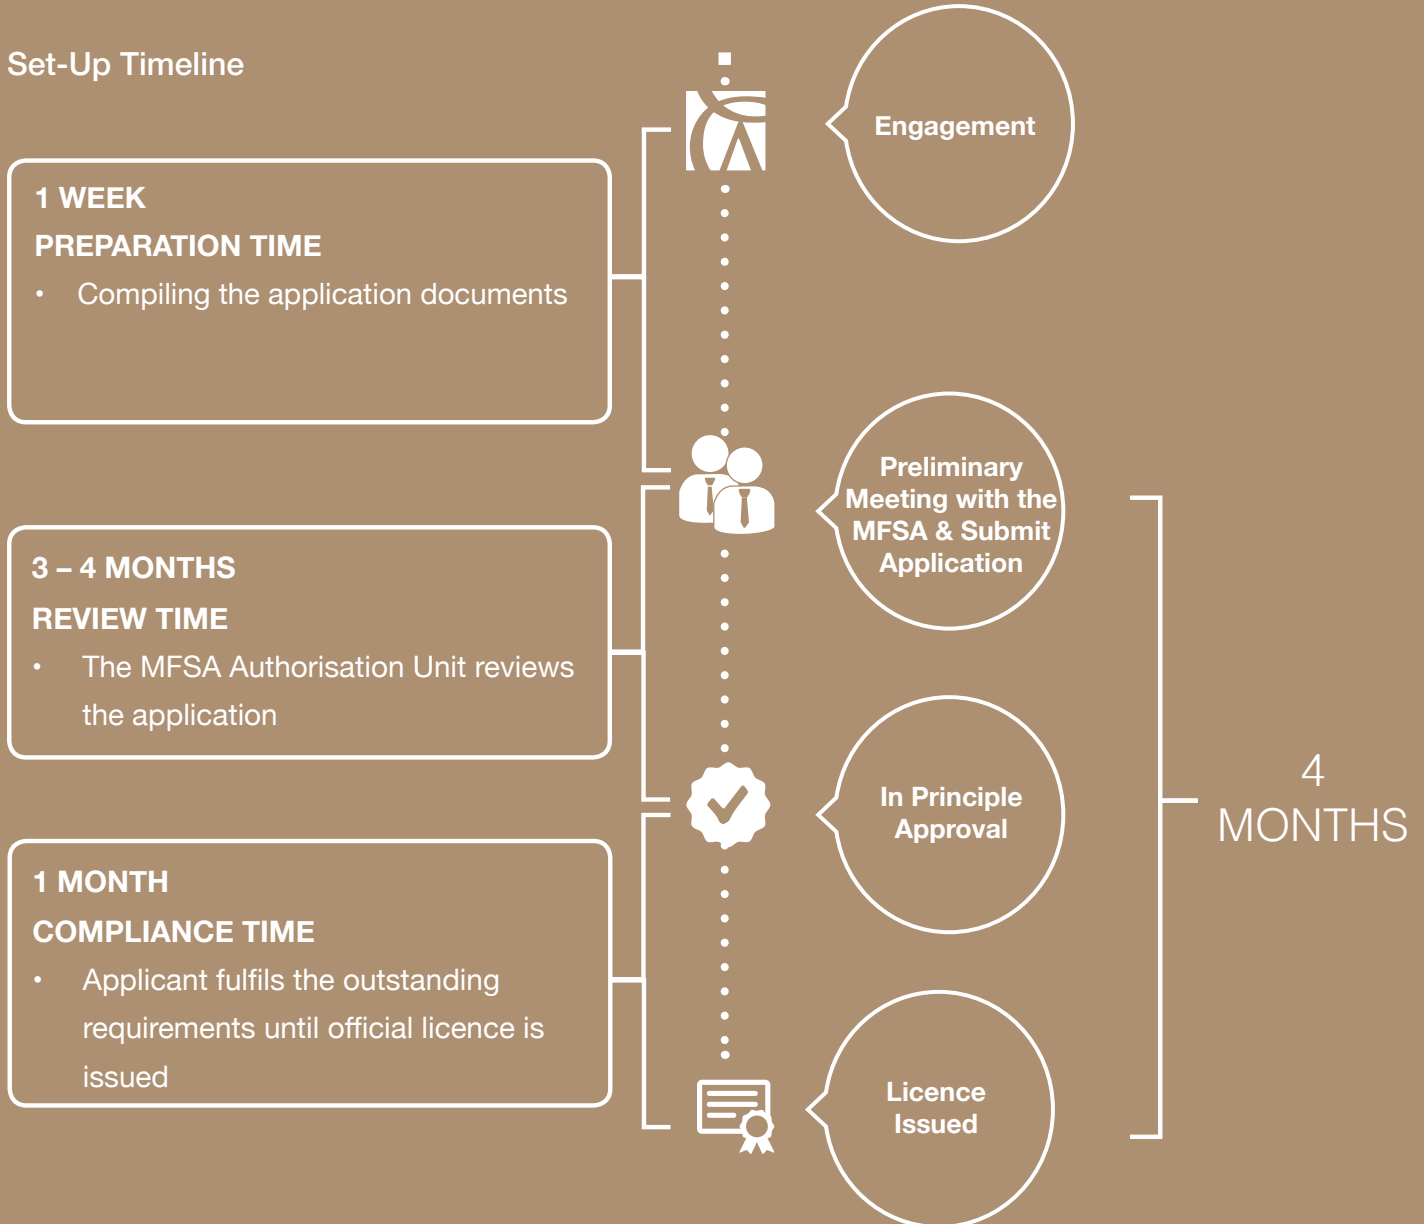 Set-Up Timeline
Engagement
1 WEEK
PREPARATION TIME
• Compiling the application documents
Preliminary
Meeting with the
MFSA & Submit
Application
3 – 4 MONTHS
REVIEW TIME
• The MFSA Authorisation Unit reviews
the application
In Principle
Approval
4
MONTHS
1 MONTH
COMPLIANCE TIME
• Applicant fulfils the outstanding
requirements until official licence is
issued
Licence
Issued